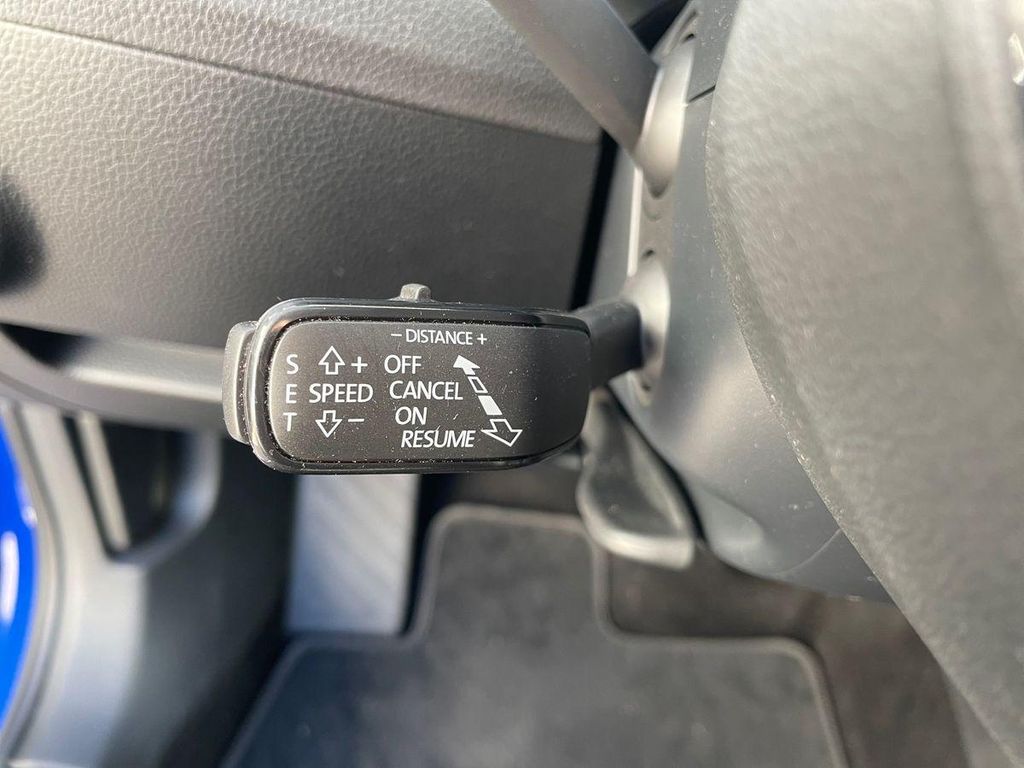 - DISTANCE +
S + OFF
E SPEED CANCEL
T - ON
RESUME